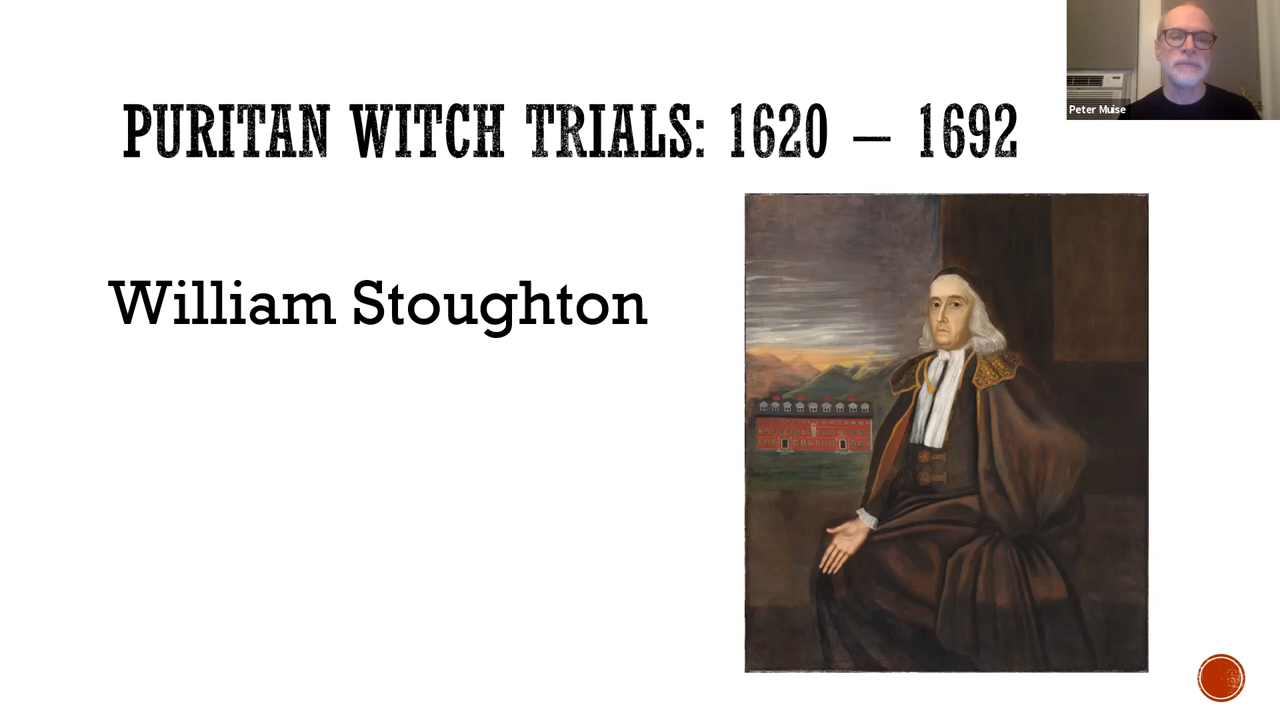 PURITAN WITCH TRIALS: 1620 – 1692
Peter Muise
William Stoughton